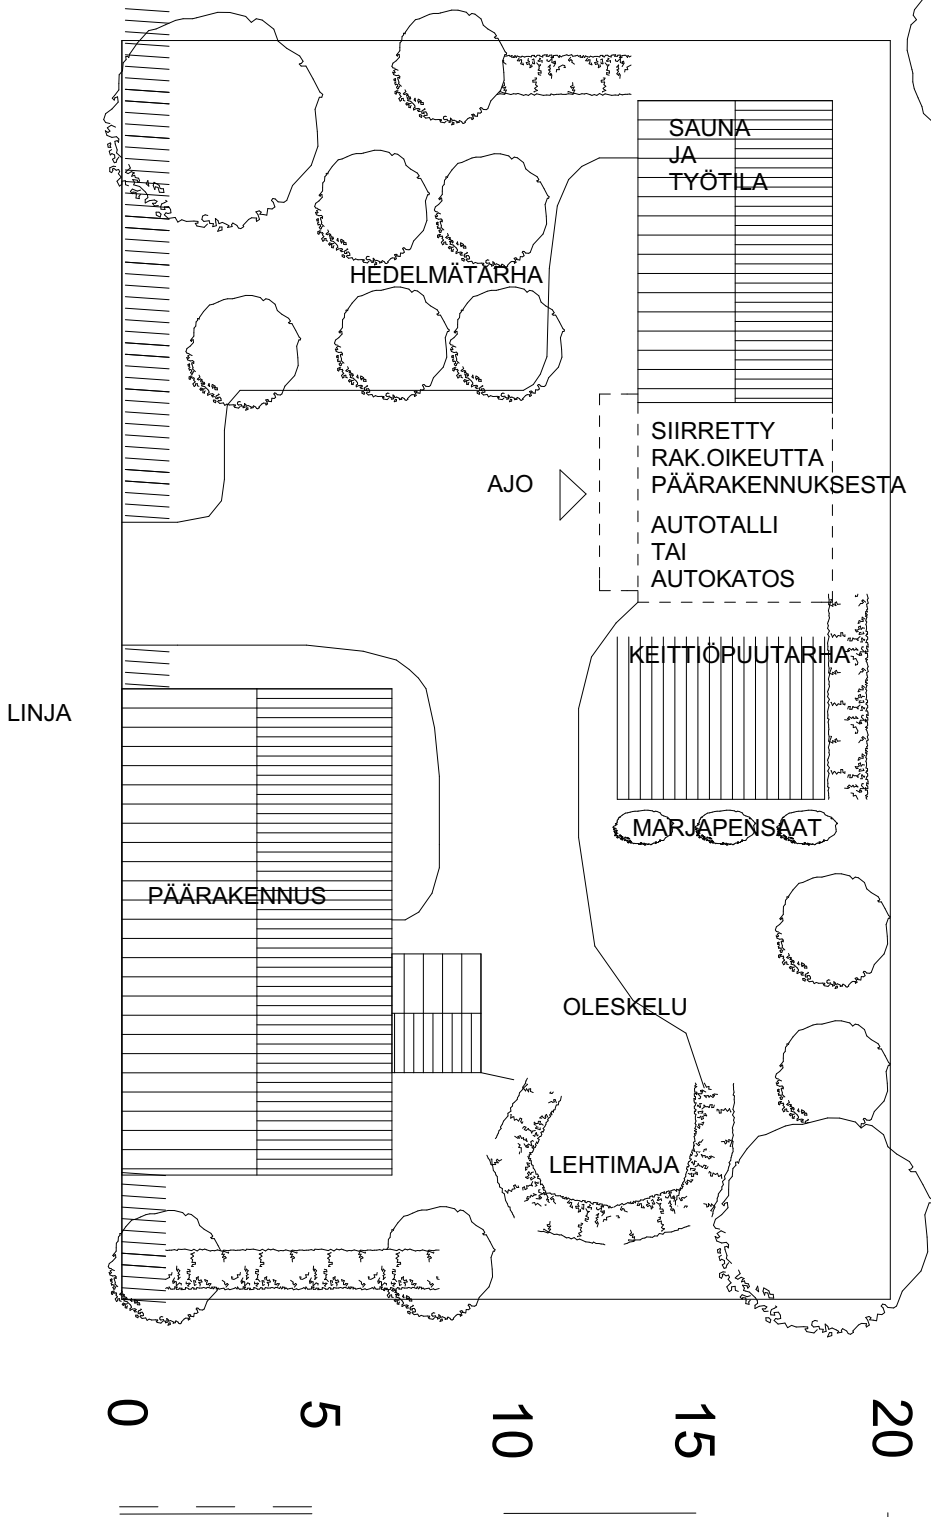 SAUNA
JA
TYÖTILA
HEDELMÄTARHA
SIIRRETTY
RAK.OIKEUTTA
PÄÄRAKENNUKSESTA
AJO
AUTOTALLI
TAI
AUTOKATOS
KEITTIÖPUUTARHA
LINJA
MARJAPENSAAT
PÄÄRAKENNUS
OLESKELU
LEHTIMAJA
0
5
10
15
20